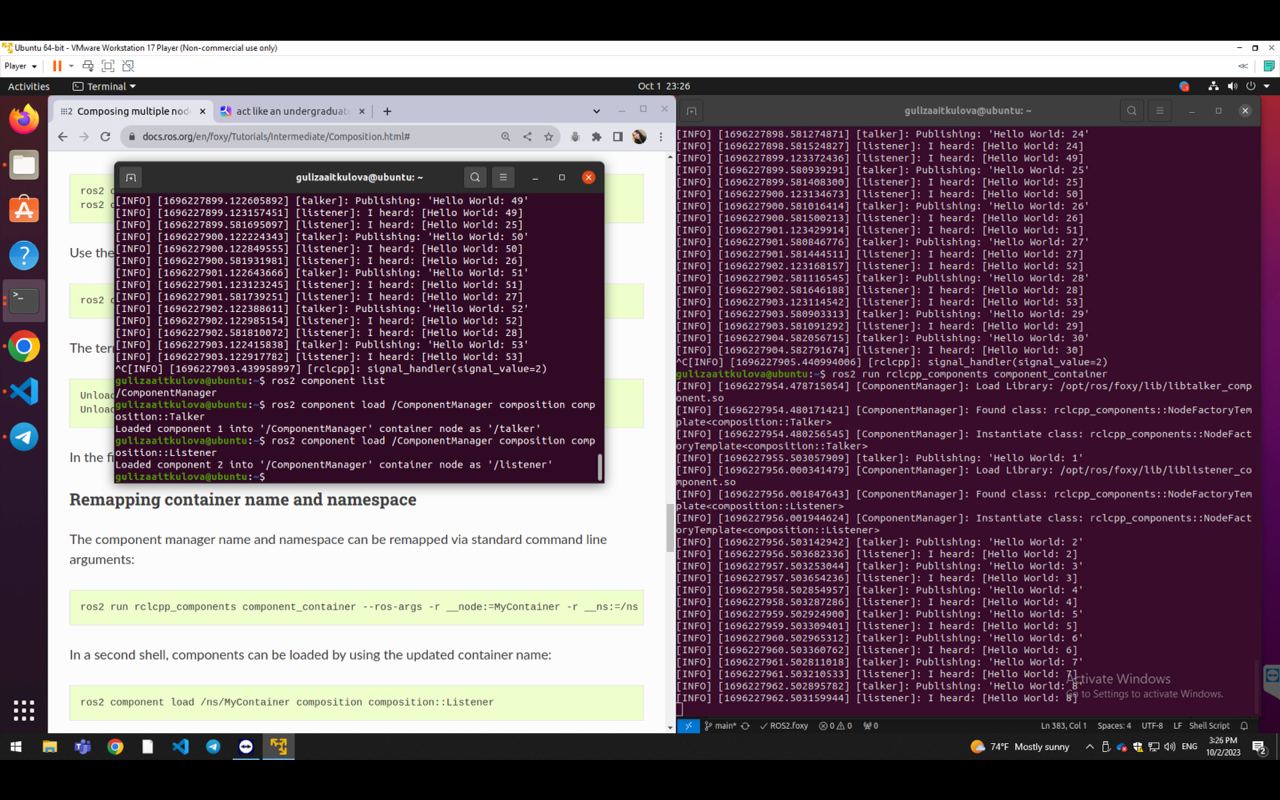 Ubuntu 64-bit - VMware Workstation 17 Player (Non-commercial use only)
Player
Activities
Terminal
Oct 1 23:26
Composing multiple nod
act like an undergraduate
docs.ros.org/en/foxy/Tutorials/Intermediate/Composition.html#
ros2 c
ros2 c
Use the
ros2 c
The ter
Unload
Unload
In the fi
gulizaaitkulova@ubuntu: ~
[INFO] [1696227899.122605892] [talker]: Publishing: 'Hello World: 49'
[INFO] [1696227899.123157451] [listener]: I heard: [Hello World: 49]
[INFO] [1696227899.581695097] [listener]: I heard: [Hello World: 25]
[INFO] [1696227900.122224343] [talker]: Publishing: 'Hello World: 50'
[INFO] [1696227900.122849555] [listener]: I heard: [Hello World: 50]
[INFO] [1696227900.581931981] [listener]: I heard: [Hello World: 26]
[INFO] [1696227901.122643666] [talker]: Publishing: 'Hello World: 51'
[INFO] [1696227901.123123245] [listener]: I heard: [Hello World: 51]
[INFO] [1696227901.581739251] [listener]: I heard: [Hello World: 27]
[INFO] [1696227902.122388611] [talker]: Publishing: 'Hello World: 52'
[INFO] [1696227902.122985154] [listener]: I heard: [Hello World: 52]
[INFO] [1696227902.581810072] [listener]: I heard: [Hello World: 28]
[INFO] [1696227903.122415838] [talker]: Publishing: 'Hello World: 53'
[INFO] [1696227903.122917782] [listener]: I heard: [Hello World: 53]
^C[INFO] [1696227903.439958997] [rclcpp]: signal_handler(signal_value=2)
gulizaaitkulova@ubuntu:~$ ros2 component list
/ComponentManager
gulizaaitkulova@ubuntu:~$ ros2 component load /ComponentManager composition comp
osition::Talker
Loaded component 1 into '/ComponentManager' container node as '/talker'
gulizaaitkulova@ubuntu:~$ ros2 component load /ComponentManager composition comp
osition::Listener
Loaded component 2 into '/ComponentManager' container node as '/listener'
gulizaaitkulova@ubuntu:~$
Remapping container name and namespace
The component manager name and namespace can be remapped via standard command line
arguments:
ros2 run rclcpp_components component_container --ros-args -r __node:=MyContainer -r __ns:=/ns
In a second shell, components can be loaded by using the updated container name:
ros2 component load /ns/MyContainer composition composition::Listener
gulizaaitkulova@ubuntu: ~
[INFO] [1696227898.581274871] [talker]: Publishing: 'Hello World: 24'
[INFO] [1696227898.581524827] [listener]: I heard: [Hello World: 24]
[INFO] [1696227899.123372436] [listener]: I heard: [Hello World: 49]
[INFO] [1696227899.580939291] [talker]: Publishing: 'Hello World: 25'
[INFO] [1696227899.581408300] [listener]: I heard: [Hello World: 25]
[INFO] [1696227900.123134673] [listener]: I heard: [Hello World: 50]
[INFO] [1696227900.581016414] [talker]: Publishing: 'Hello World: 26'
[INFO] [1696227900.581500213] [listener]: I heard: [Hello World: 26]
[INFO] [1696227901.123429914] [listener]: I heard: [Hello World: 51]
[INFO] [1696227901.580846776] [talker]: Publishing: 'Hello World: 27'
[INFO] [1696227901.581444511] [listener]: I heard: [Hello World: 27]
[INFO] [1696227902.123168157] [listener]: I heard: [Hello World: 52]
[INFO] [1696227902.581116545] [talker]: Publishing: 'Hello World: 28'
[INFO] [1696227902.581646188] [listener]: I heard: [Hello World: 28]
[INFO] [1696227903.123114542] [listener]: I heard: [Hello World: 53]
[INFO] [1696227903.580903313] [talker]: Publishing: 'Hello World: 29'
[INFO] [1696227903.581091292] [listener]: I heard: [Hello World: 29]
[INFO] [1696227904.582056715] [talker]: Publishing: 'Hello World: 30'
[INFO] [1696227904.582791674] [listener]: I heard: [Hello World: 30]
^C[INFO] [1696227905.440994006] [rclcpp]: signal_handler(signal_value=2)
gulizaaitkulova@ubuntu:~$ ros2 run rclcpp_components component_container
[INFO] [1696227954.478715054] [ComponentManager]: Load Library: /opt/ros/foxy/lib/libtalker_comp
onent.so
[INFO] [1696227954.480171421] [ComponentManager]: Found class: rclcpp_components::NodeFactoryTem
plate<composition::Talker>
[INFO] [1696227954.480256545] [ComponentManager]: Instantiate class: rclcpp_components::NodeFact
oryTemplate<composition::Talker>
[INFO] [1696227955.503057909] [talker]: Publishing: 'Hello World: 1'
[INFO] [1696227956.000341479] [ComponentManager]: Load Library: /opt/ros/foxy/lib/liblistener_co
mponent.so
[INFO] [1696227956.001847643] [ComponentManager]: Found class: rclcpp_components::NodeFactoryTem
plate<composition::Listener>
[INFO] [1696227956.001944624] [ComponentManager]: Instantiate class: rclcpp_components::NodeFact
oryTemplate<composition::Listener>
[INFO] [1696227956.503142942] [talker]: Publishing: 'Hello World: 2'
[INFO] [1696227956.503682336] [listener]: I heard: [Hello World: 2]
[INFO] [1696227957.503253044] [talker]: Publishing: 'Hello World: 3'
[INFO] [1696227957.503654236] [listener]: I heard: [Hello World: 3]
[INFO] [1696227958.502854957] [talker]: Publishing: 'Hello World: 4'
[INFO] [1696227958.503287286] [listener]: I heard: [Hello World: 4]
[INFO] [1696227959.502924900] [talker]: Publishing: 'Hello World: 5'
[INFO] [1696227959.503309401] [listener]: I heard: [Hello World: 5]
[INFO] [1696227960.502965312] [talker]: Publishing: 'Hello World: 6'
[INFO] [1696227960.503360762] [listener]: I heard: [Hello World: 6]
[INFO] [1696227961.502811018] [talker]: Publishing: 'Hello World: 7'
[INFO] [1696227961.503210533] [listener]: I heard: [Hello World: 7]
[INFO] [1696227962.502895782] [talker]: Publishing: 'Hello World: 8'
[INFO] [1696227962.503159944] [listener]: I heard: [Hello World: 8]
Activate Windows
Go to Settings to activate Windows.
main*
ROS2.foxy
0
0
0
Ln 383, Col 1
Spaces: 4
UTF-8
LF
Shell Script
74°F Mostly sunny
ENG
3:26 PM
10/2/2023
2